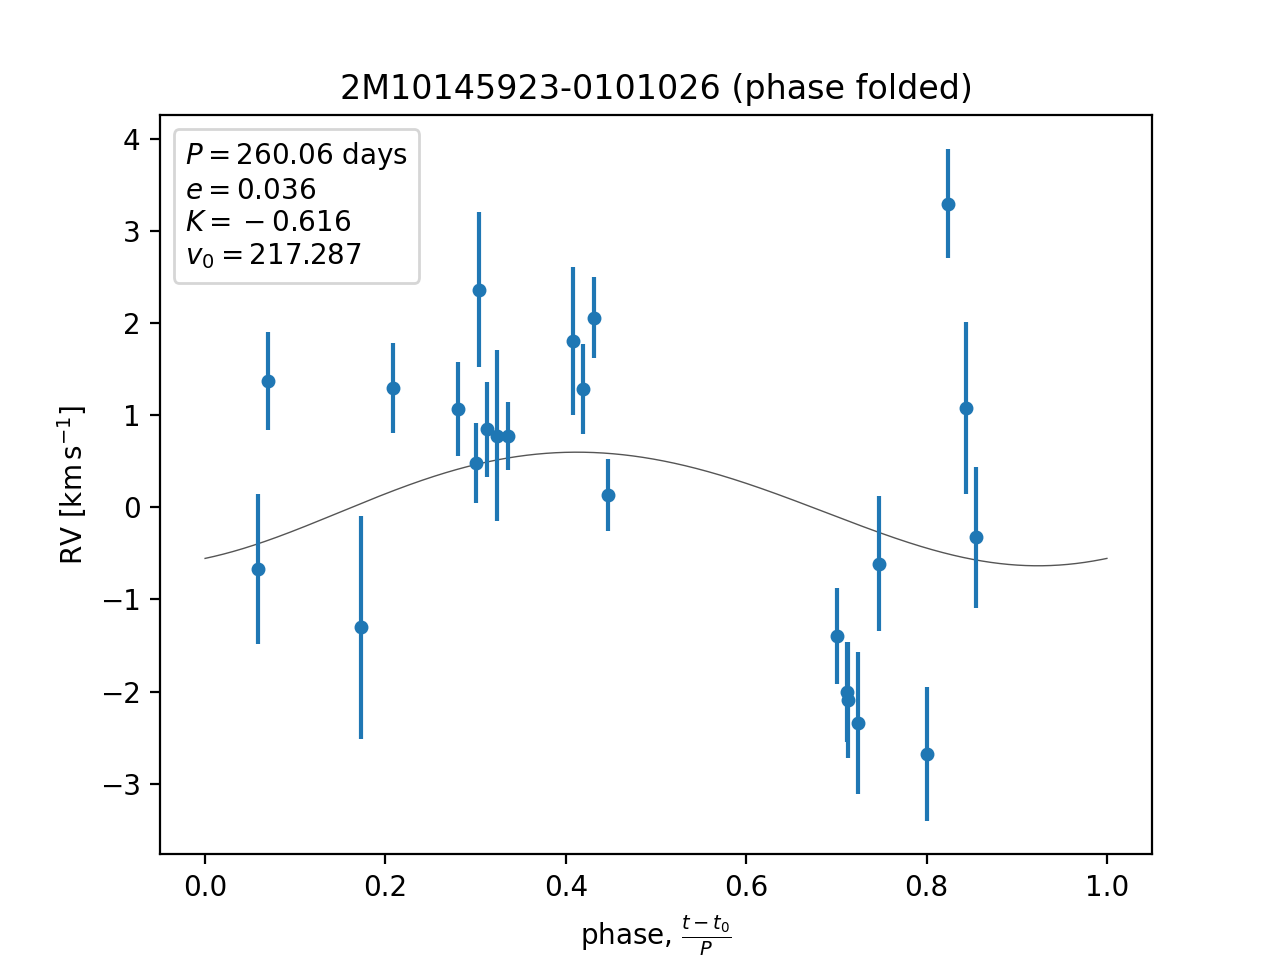 2M10145923-0101026 (phase folded)
P = 260.06 days
e = 0.036
K = −0.616
v₀ = 217.287
4
3
2
1
0
−1
−2
−3
RV [km s⁻¹]
0.0 0.2 0.4 0.6 0.8 1.0
phase, (t − t₀)/P